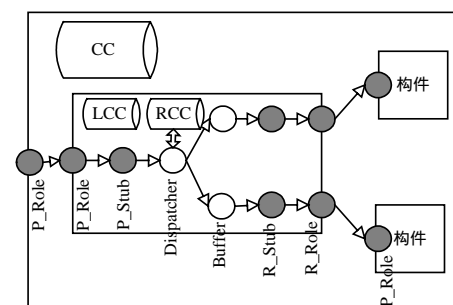 CC
构件
LCC
RCC
P_Role
P_Role
P_Stub
Dispatcher
Buffer
R_Stub
R_Role
构件
P_Role